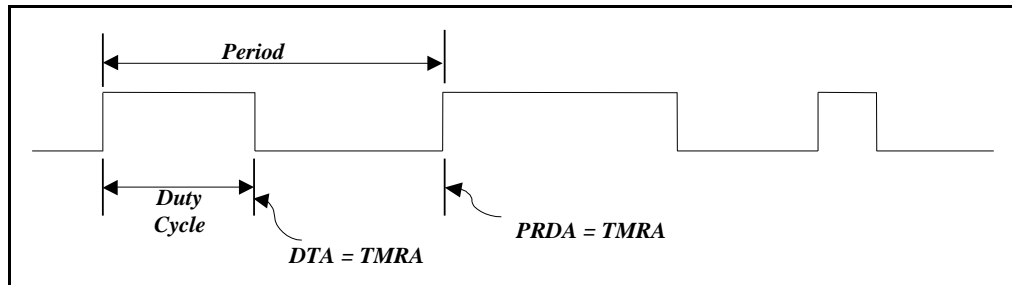 Period
Duty
Cycle
PRDA = TMRA
DTA = TMRA